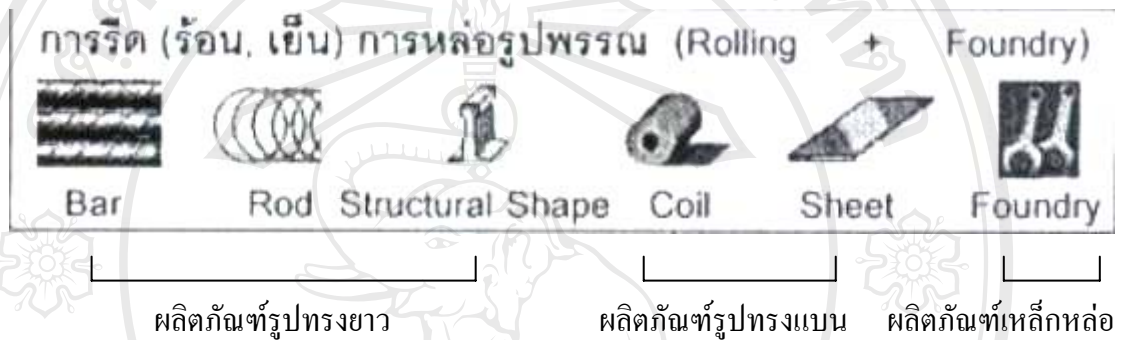 การรีด (ร้อน, เย็น) การหล่อรูปพรรณ (Rolling + Foundry)
Bar Rod Structural Shape Coil Sheet Foundry
ผลิตภัณฑ์รูปทรงยาว ผลิตภัณฑ์รูปทรงแบน ผลิตภัณฑ์เหล็กหล่อ